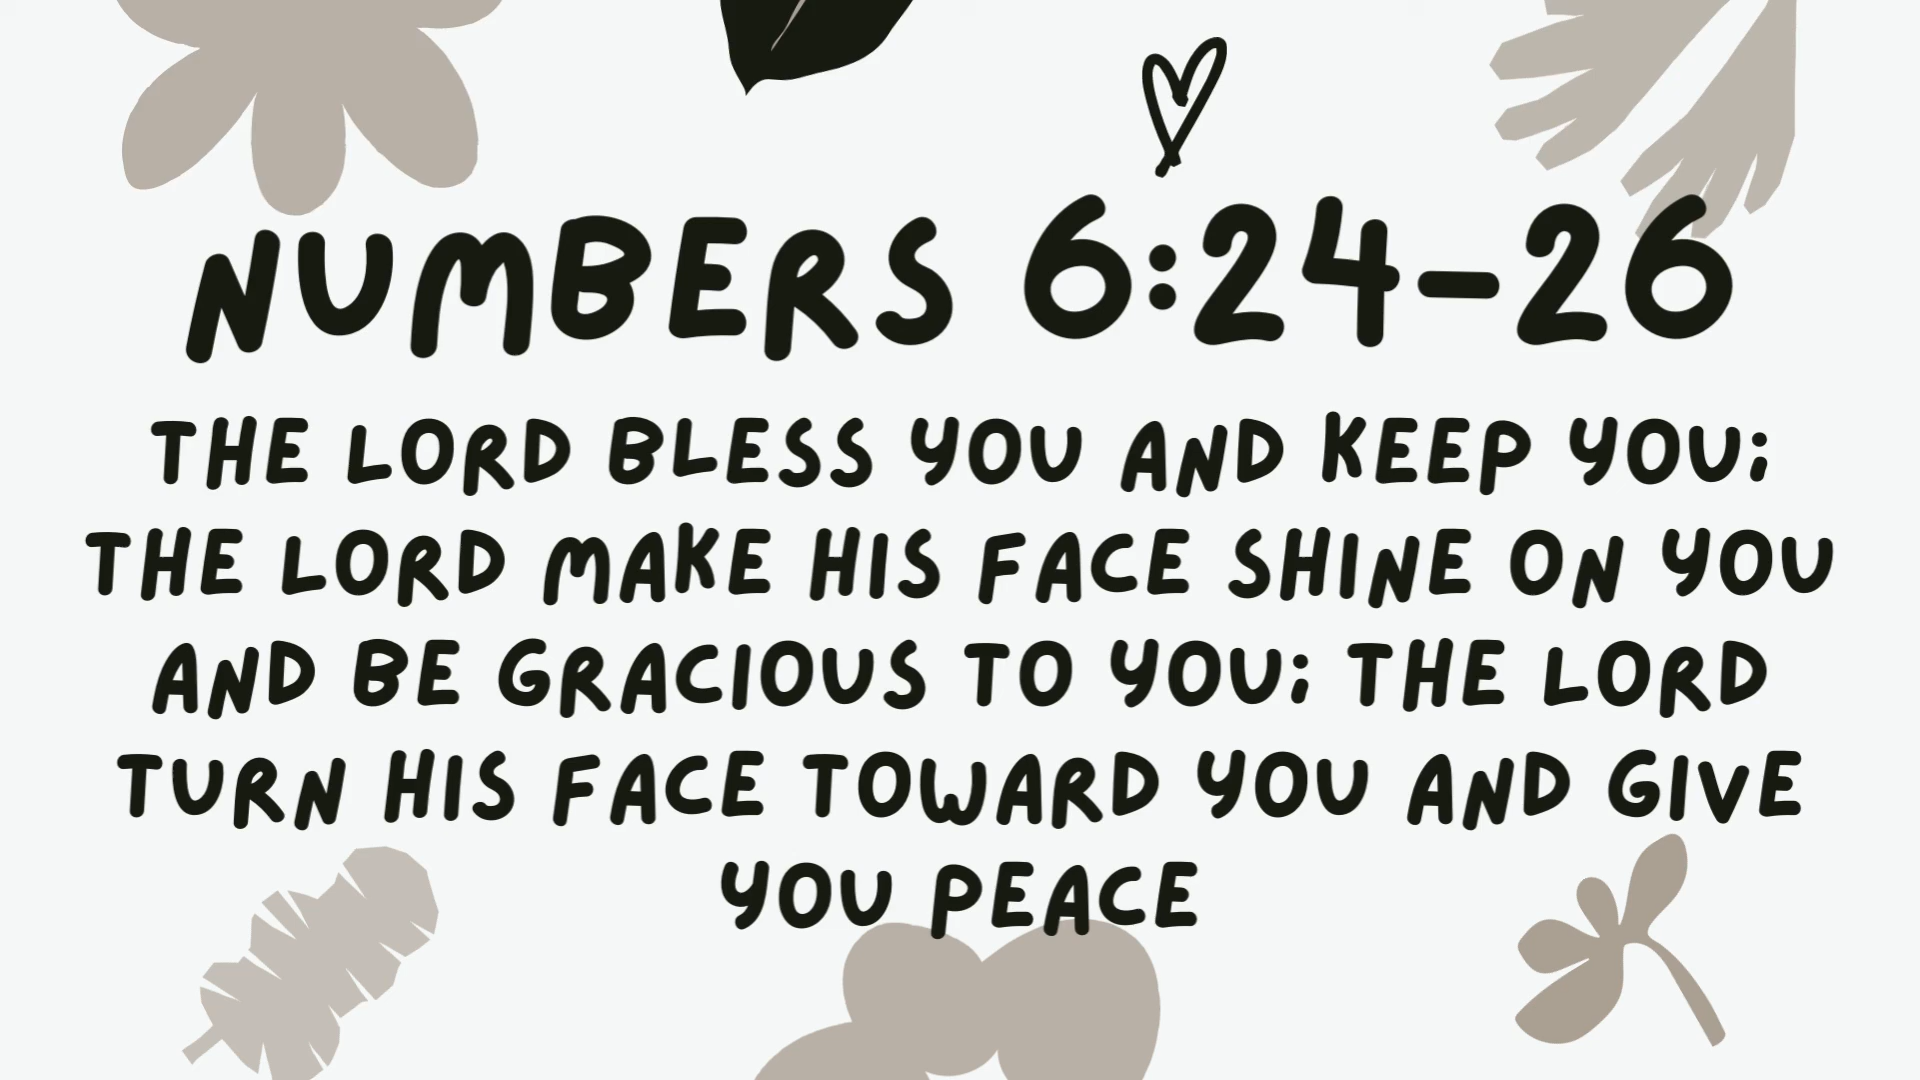 NUMBERS 6:24-26
THE LORD BLESS YOU AND KEEP YOU;
THE LORD MAKE HIS FACE SHINE ON YOU
AND BE GRACIOUS TO YOU; THE LORD
TURN HIS FACE TOWARD YOU AND GIVE
YOU PEACE